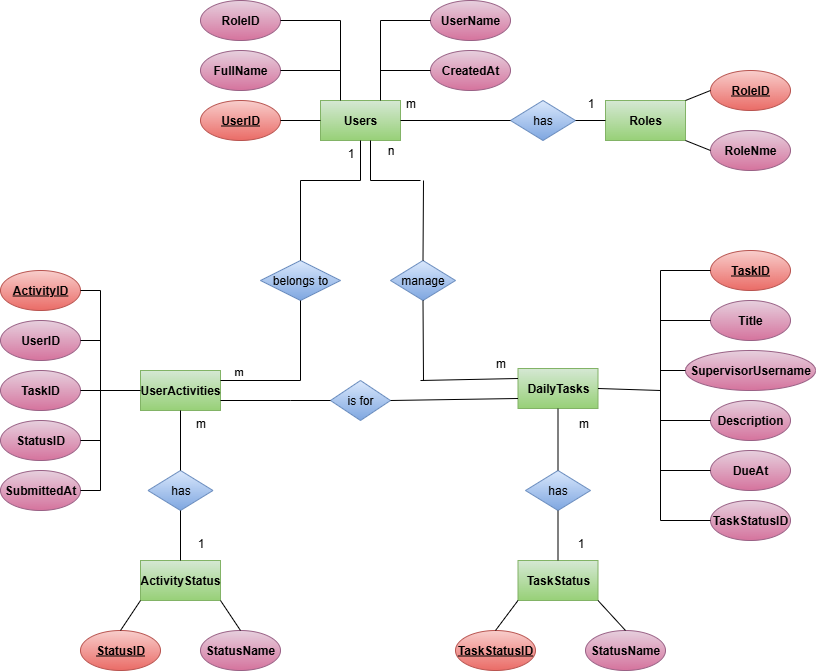 RoleID
UserName
FullName
CreatedAt
UserID
Users
m
has
1
Roles
RoleID
RoleNme
1
n
belongs to
manage
ActivityID
UserID
TaskID
StatusID
SubmittedAt
UserActivities
m
is for
m
DailyTasks
TaskID
Title
SupervisorUsername
Description
DueAt
TaskStatusID
m
has
1
ActivityStatus
StatusID
StatusName
m
has
1
TaskStatus
TaskStatusID
StatusName